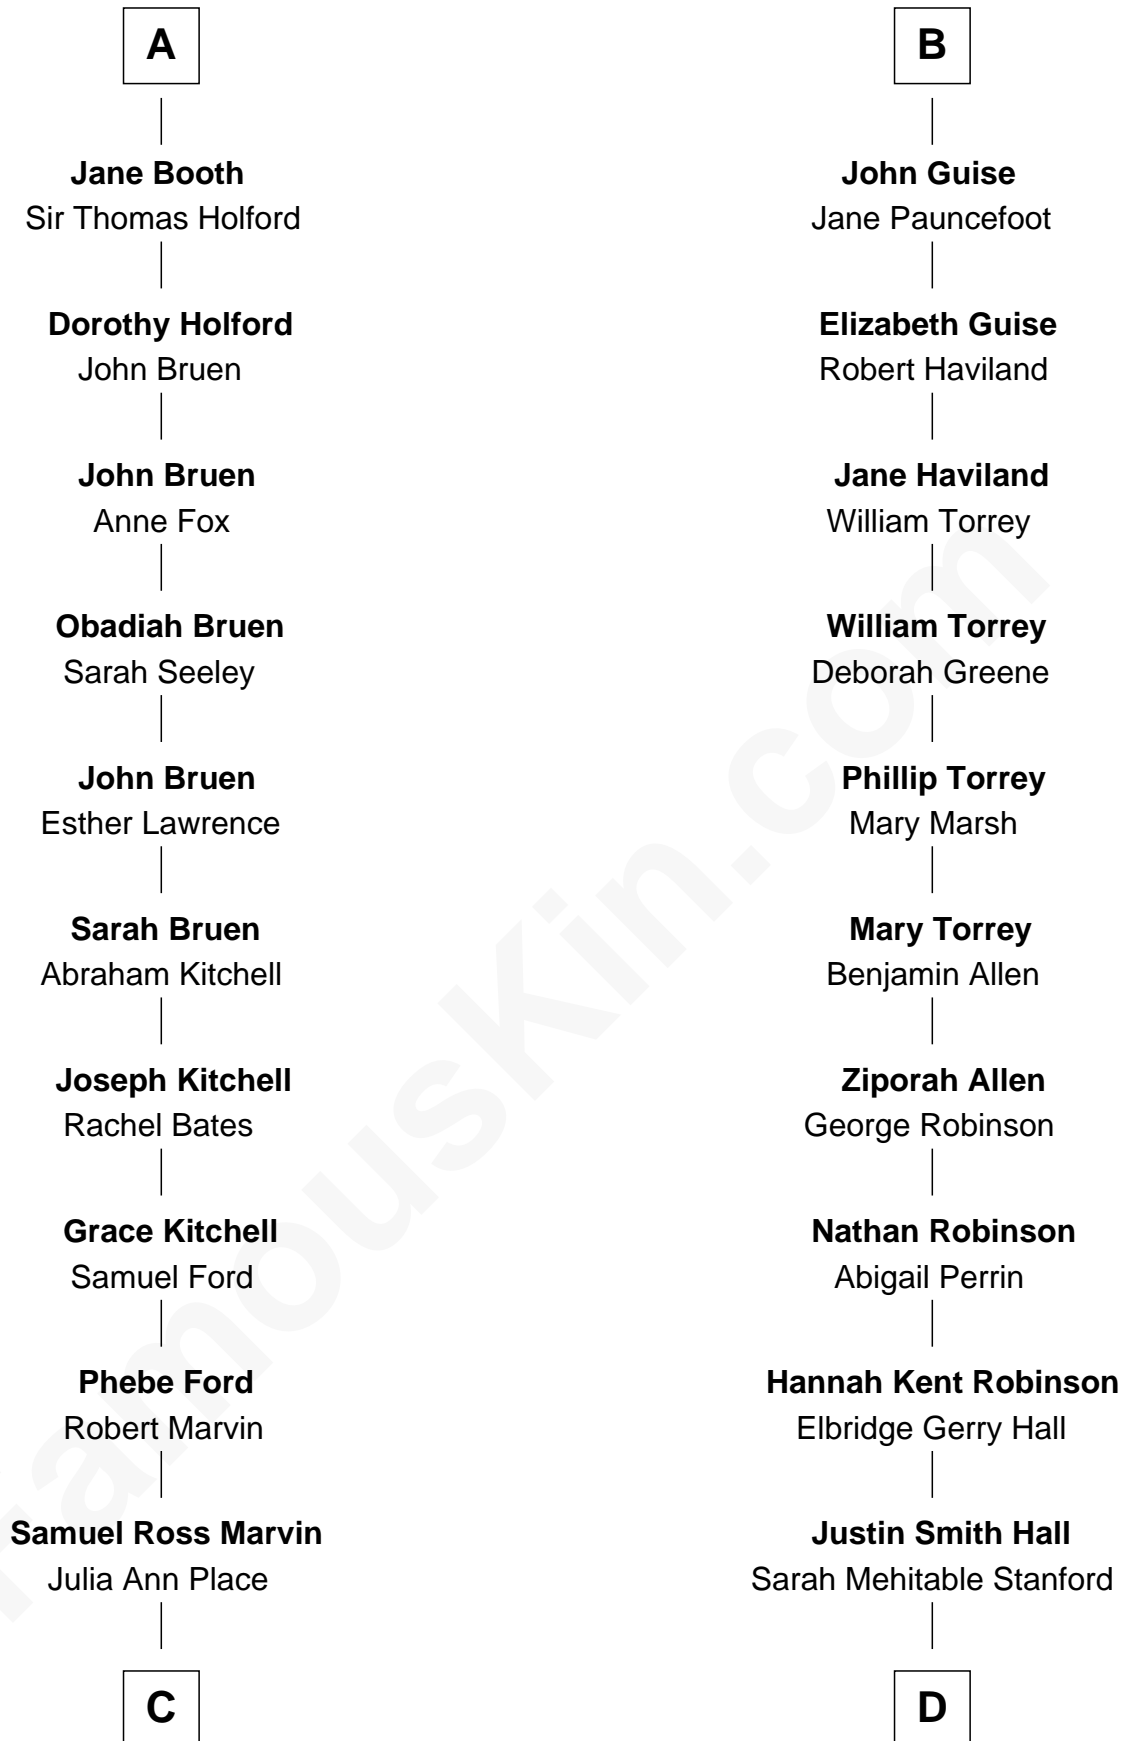 A
Jane Booth
Sir Thomas Holford
Dorothy Holford
John Bruen
John Bruen
Anne Fox
Obadiah Bruen
Sarah Seeley
John Bruen
Esther Lawrence
Sarah Bruen
Abraham Kitchell
Joseph Kitchell
Rachel Bates
Grace Kitchell
Samuel Ford
Phebe Ford
Robert Marvin
Samuel Ross Marvin
Julia Ann Place
C
B
John Guise
Jane Pauncefoot
Elizabeth Guise
Robert Haviland
Jane Haviland
William Torrey
William Torrey
Deborah Greene
Phillip Torrey
Mary Marsh
Mary Torrey
Benjamin Allen
Ziporah Allen
George Robinson
Nathan Robinson
Abigail Perrin
Hannah Kent Robinson
Elbridge Gerry Hall
Justin Smith Hall
Sarah Mehitable Stanford
D
FamousKin.com